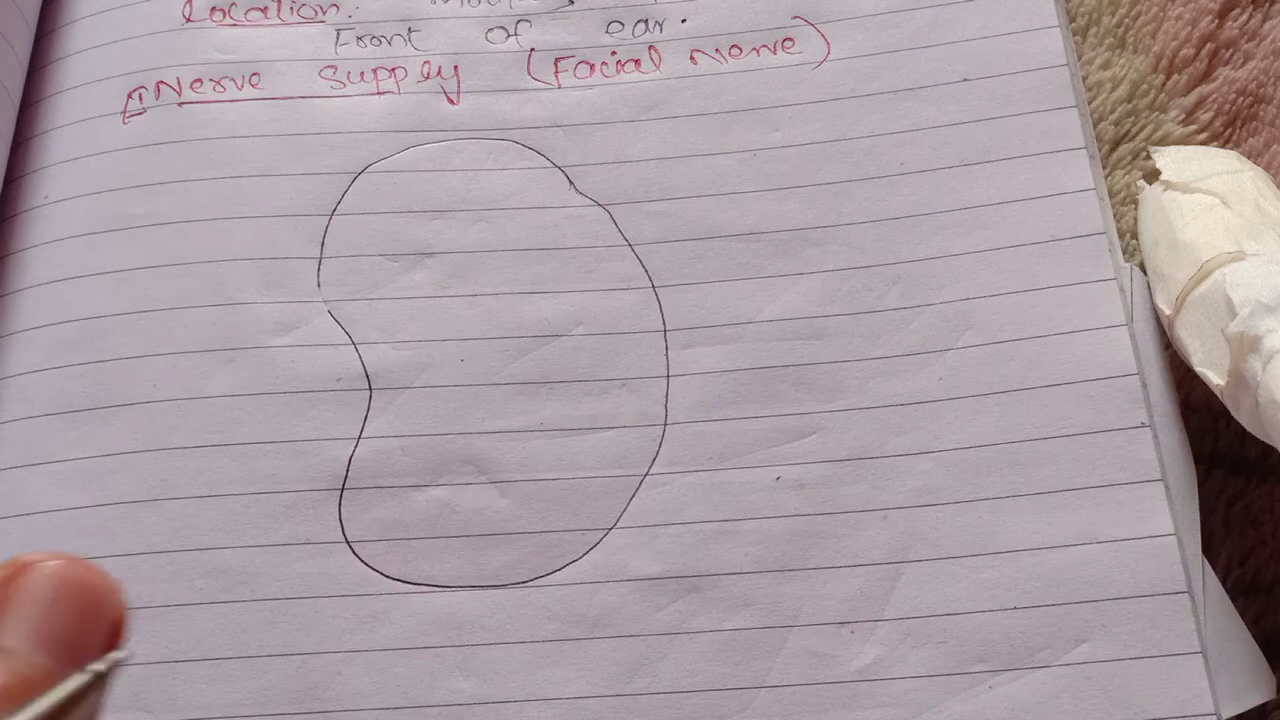 Location:
Front of ear.
Nerve supply (Facial nerve)